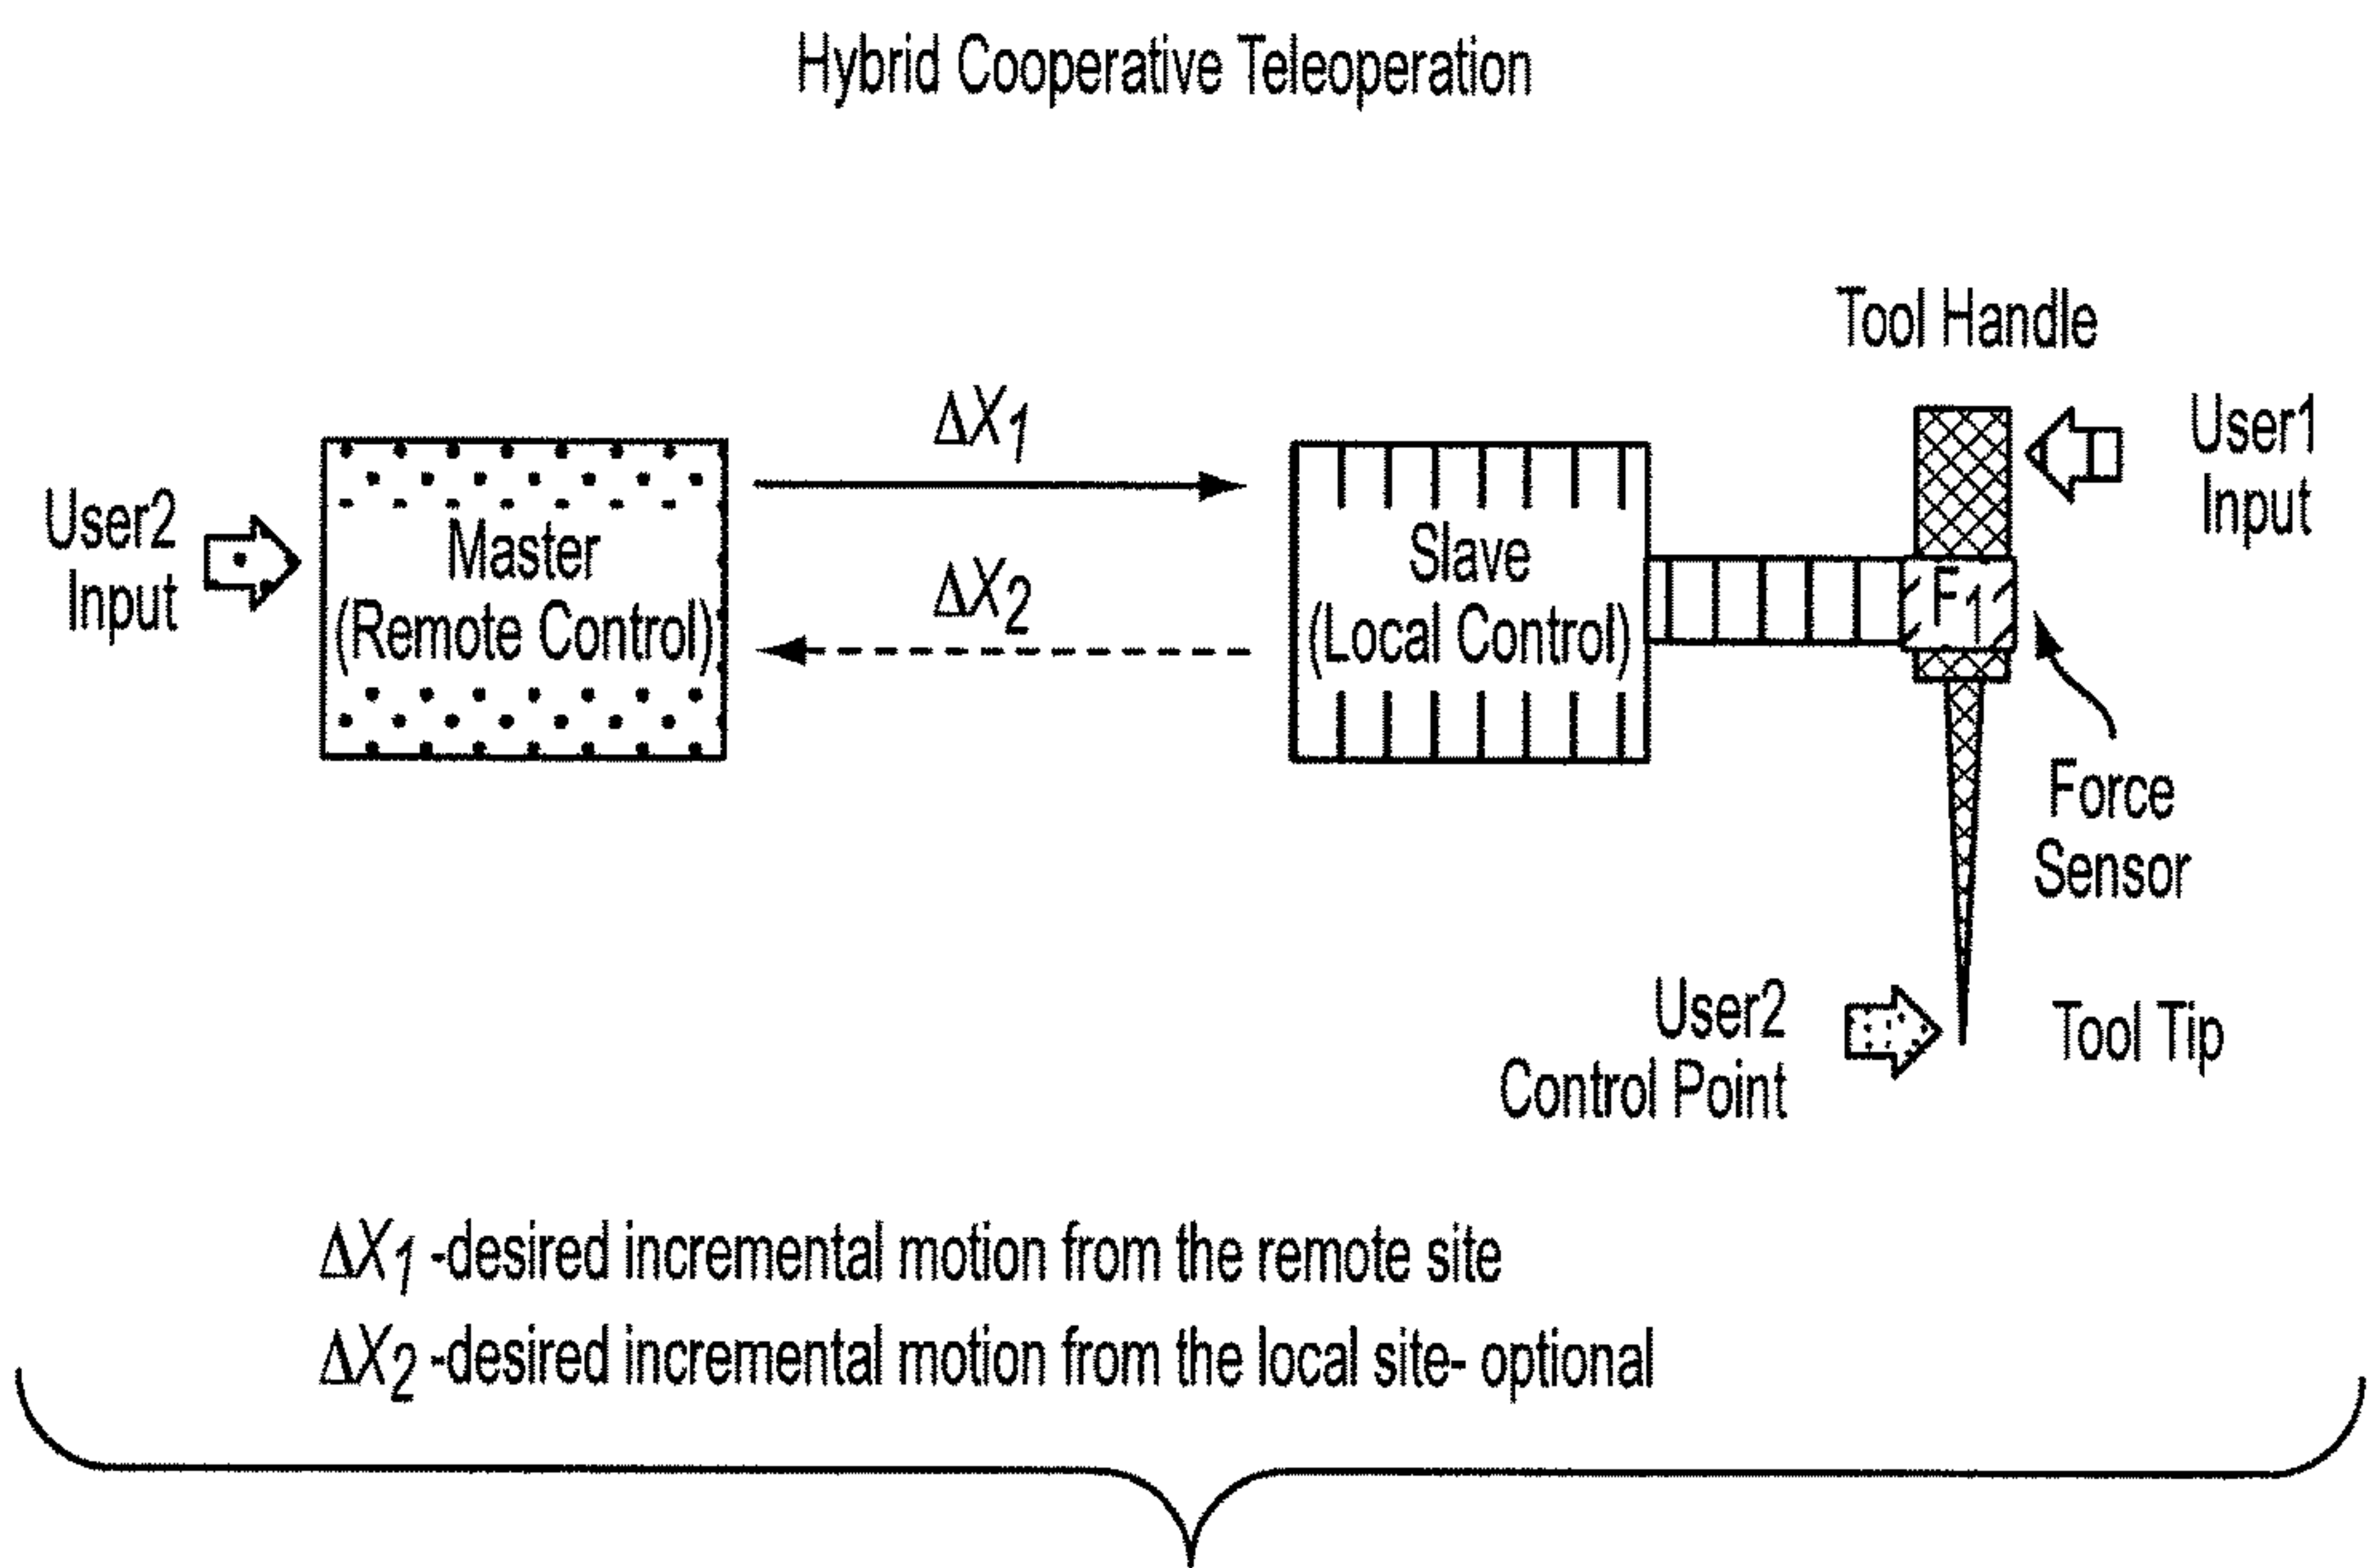 Hybrid Cooperative Teleoperation
Tool Handle
User2
Input
Master
(Remote Control)
ΔX1
ΔX2
Slave
(Local Control)
F1
User1
Input
Force
Sensor
User2
Control Point
Tool Tip
ΔX1 -desired incremental motion from the remote site
ΔX2 -desired incremental motion from the local site- optional